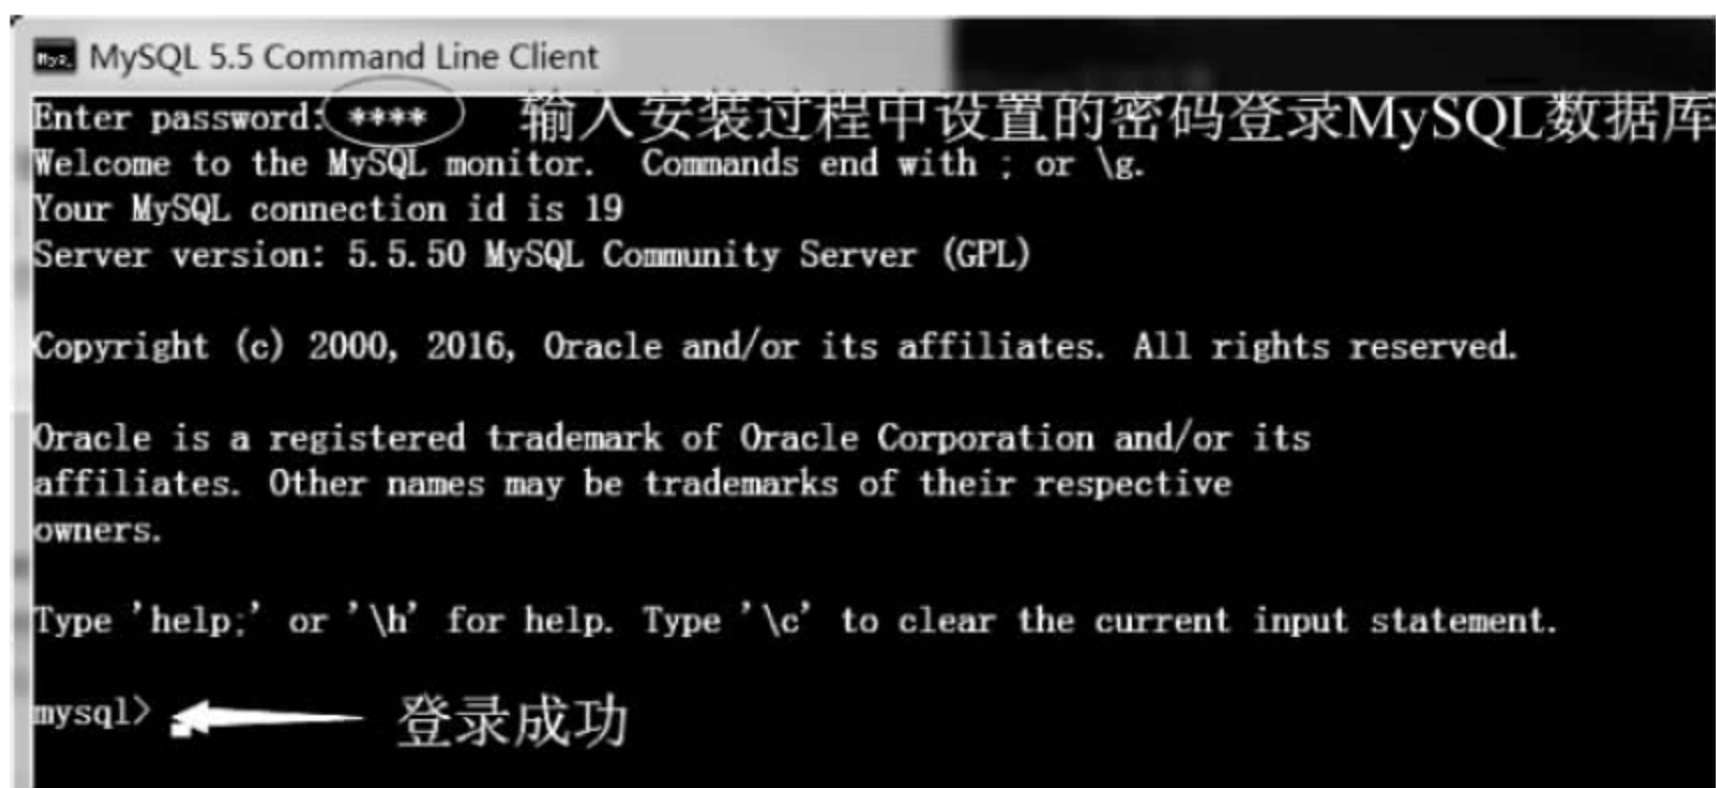 MySQL 5.5 Command Line Client
Enter password: **** 输入安装过程中设置的密码登录MySQL数据库
Welcome to the MySQL monitor.  Commands end with ; or \g.
Your MySQL connection id is 19
Server version: 5.5.50 MySQL Community Server (GPL)
Copyright (c) 2000, 2016, Oracle and/or its affiliates. All rights reserved.
Oracle is a registered trademark of Oracle Corporation and/or its
affiliates. Other names may be trademarks of their respective
owners.
Type 'help;' or '\h' for help. Type '\c' to clear the current input statement.
mysql> 登录成功